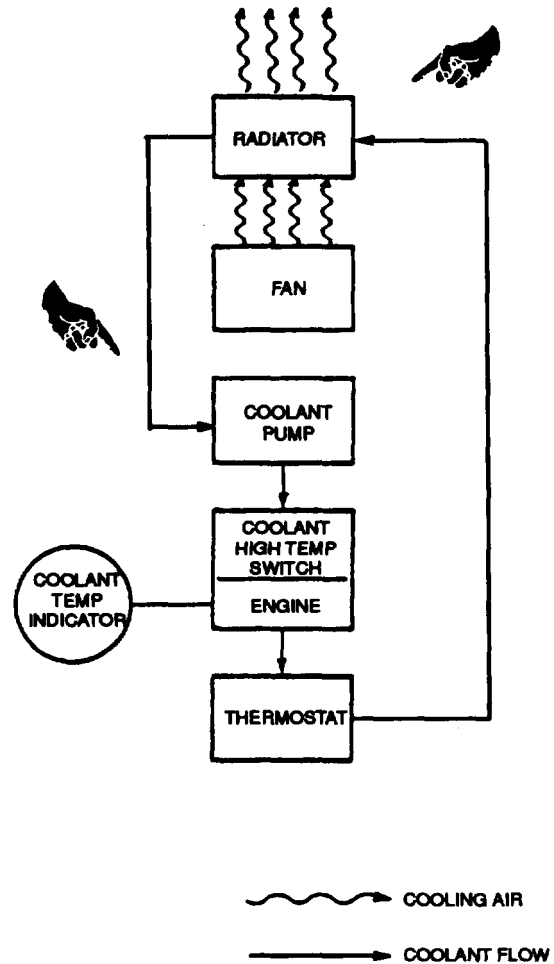 RADIATOR
FAN
COOLANT
PUMP
COOLANT
HIGH TEMP
SWITCH
ENGINE
COOLANT
TEMP
INDICATOR
THERMOSTAT
COOLING AIR
COOLANT FLOW